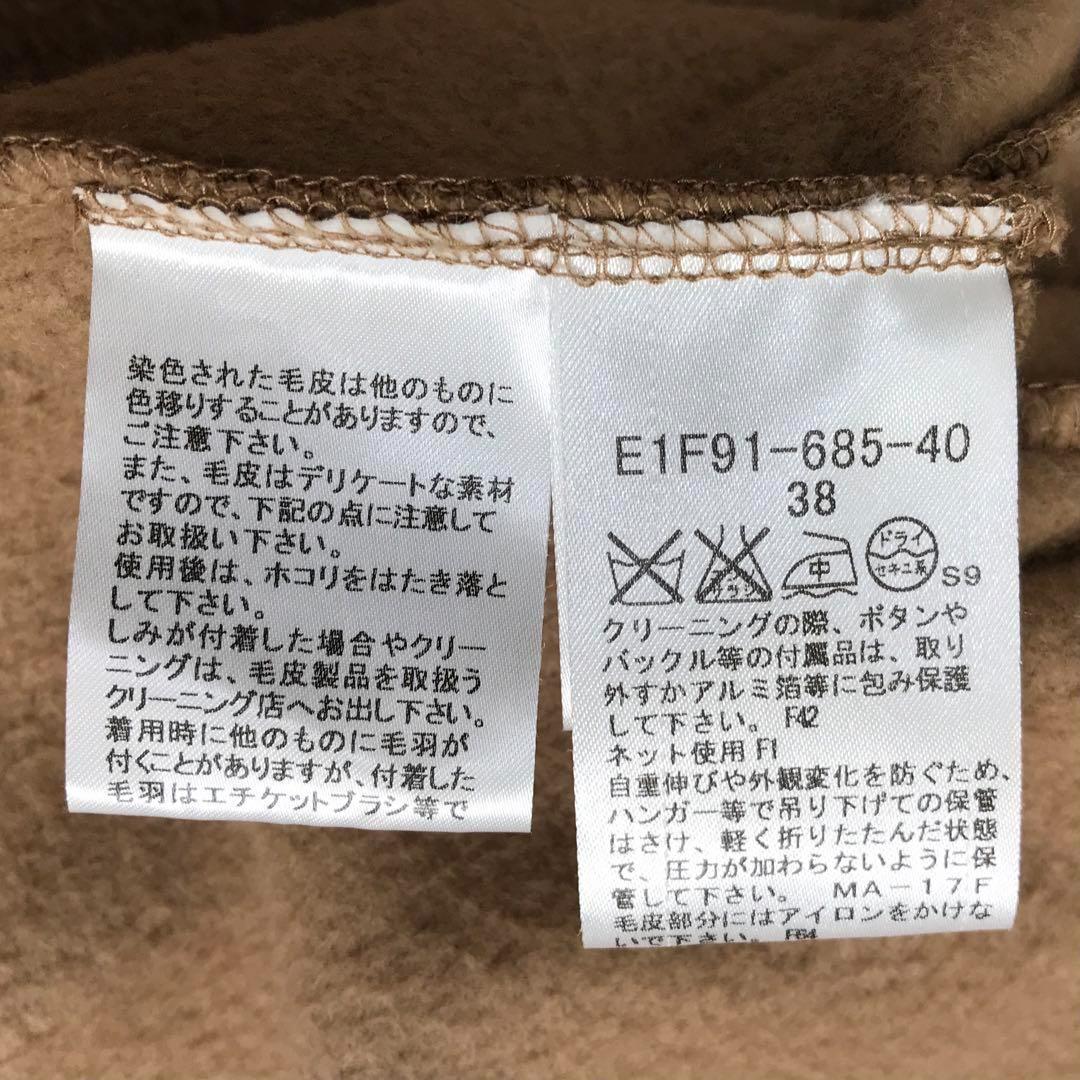 染色された毛皮は他のものに
色移りすることがありますので、
ご注意下さい。
また、毛皮はデリケートな素材
ですので、下記の点に注意して
お取扱い下さい。
使用後は、ホコリをはたき落と
して下さい。
しみが付着した場合やクリー
ニングは、毛皮製品を取扱う
クリーニング店へお出し下さい。
着用時に他のものに毛羽が
付くことがありますが、付着した
毛羽はエチケットブラシ等で
E1F91-685-40
38
エンソ サラシ 中 ドライ セキユ系 S9
クリーニングの際、ボタンや
バックル等の付属品は、取り
外すかアルミ箔等に包み保護
して下さい。 F42
ネット使用 F1
自重伸びや外観変化を防ぐため、
ハンガー等で吊り下げての保管
はさけ、軽く折りたたんだ状態
で、圧力が加わらないように保
管して下さい。 MA-17F
毛皮部分にはアイロンをかけな
いで下さい。 F64